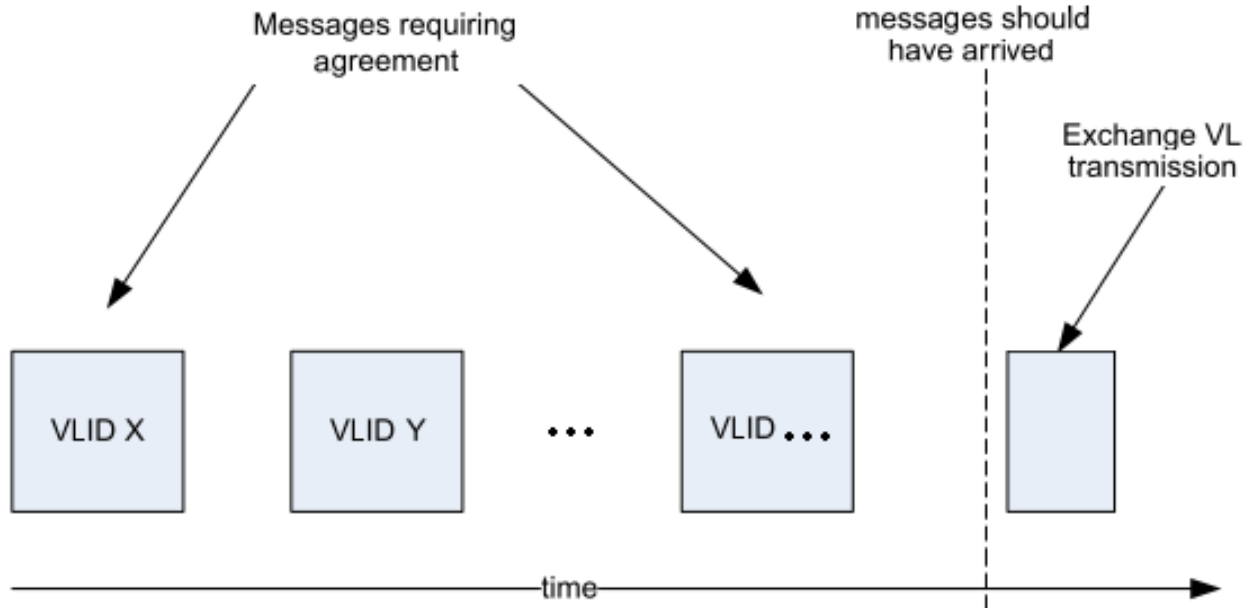 Messages requiring
agreement
messages should
have arrived
Exchange VL
transmission
VLID X
VLID Y
...
VLID ...
time